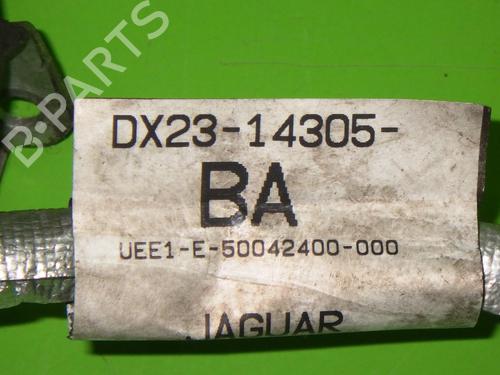 B-PARTS
DX23-14305-
BA
UEE1-E-50042400-000
JAGUAR